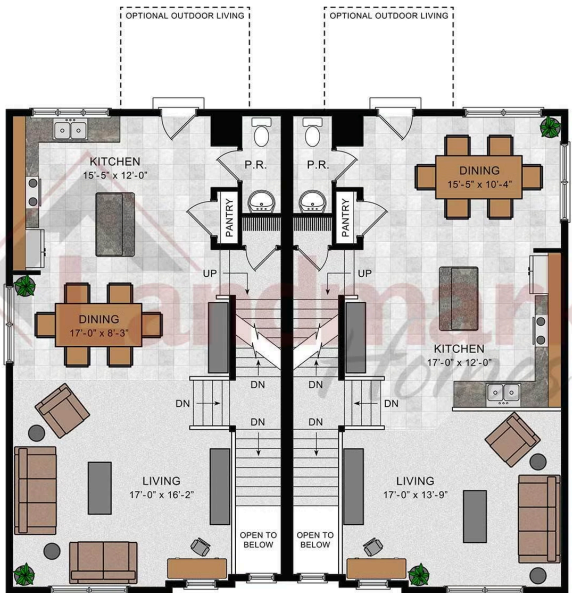 OPTIONAL OUTDOOR LIVING
OPTIONAL OUTDOOR LIVING
KITCHEN
15'-5" x 12'-0"
P.R.
P.R.
DINING
15'-5" x 10'-4"
PANTRY
PANTRY
UP
UP
Landmark
Homes
DINING
17'-0" x 8'-3"
KITCHEN
17'-0" x 12'-0"
DN
DN
DN
DN
DN
DN
LIVING
17'-0" x 16'-2"
LIVING
17'-0" x 13'-9"
OPEN TO
BELOW
OPEN TO
BELOW